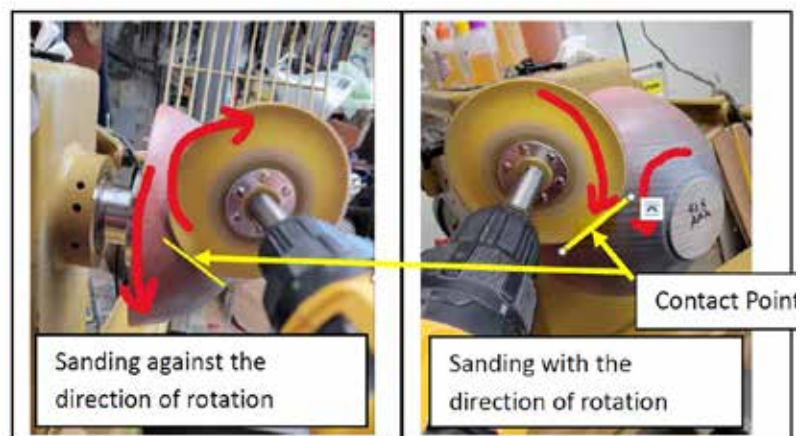 Sanding against the
direction of rotation
Sanding with the
direction of rotation
Contact Point